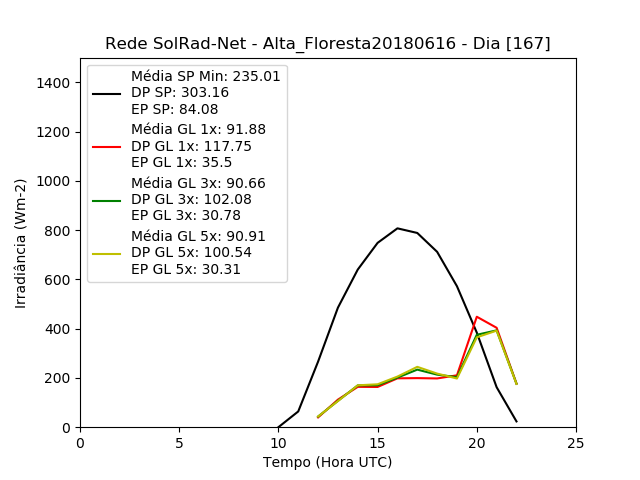 Rede SolRad-Net - Alta_Floresta20180616 - Dia [167]
Média SP Min: 235.01
DP SP: 303.16
EP SP: 84.08
Média GL 1x: 91.88
DP GL 1x: 117.75
EP GL 1x: 35.5
Média GL 3x: 90.66
DP GL 3x: 102.08
EP GL 3x: 30.78
Média GL 5x: 90.91
DP GL 5x: 100.54
EP GL 5x: 30.31
Irradiância (Wm-2)
1400
1200
1000
800
600
400
200
0
0 5 10 15 20 25
Tempo (Hora UTC)